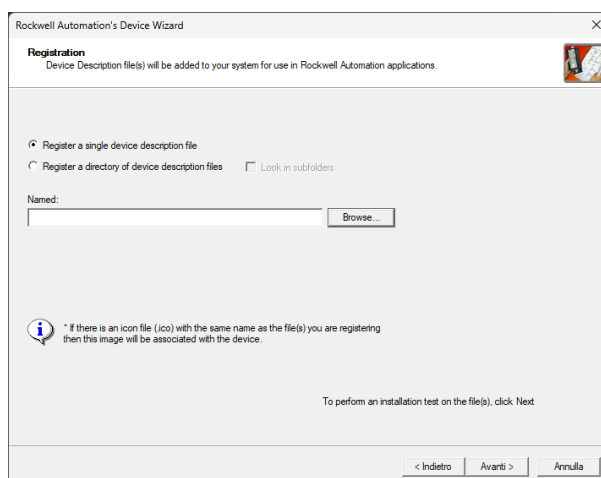 Rockwell Automation's Device Wizard
Registration
Device Description file(s) will be added to your system for use in Rockwell Automation applications.
Register a single device description file
Register a directory of device description files Look in subfolders
Named:
Browse...
* If there is an icon file (.ico) with the same name as the file(s) you are registering
then this image will be associated with the device.
To perform an installation test on the file(s), click Next
< Indietro Avanti > Annulla